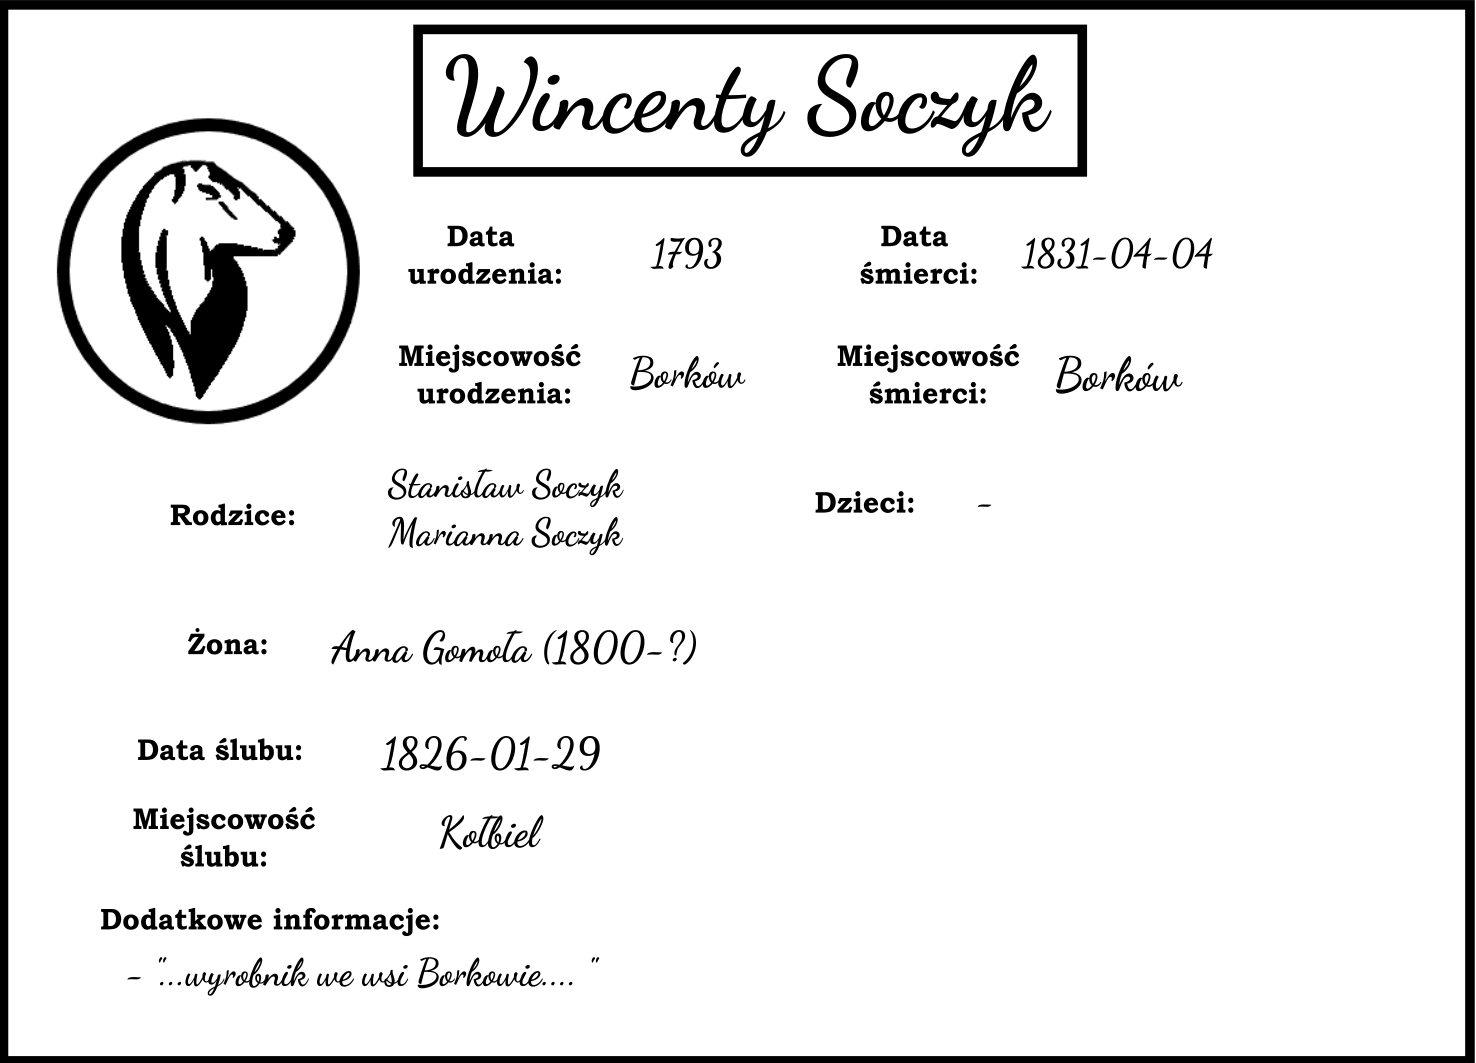 Wincenty Soczyk
Data
urodzenia:
1793
Data
śmierci:
1831-04-04
Miejscowość
urodzenia:
Borków
Miejscowość
śmierci:
Borków
Rodzice:
Stanisław Soczyk
Marianna Soczyk
Dzieci:
-
Żona:
Anna Gomoła (1800-?)
Data ślubu:
1826-01-29
Miejscowość
ślubu:
Kołbiel
Dodatkowe informacje:
- "...wyrobnik we wsi Borkowie.... "